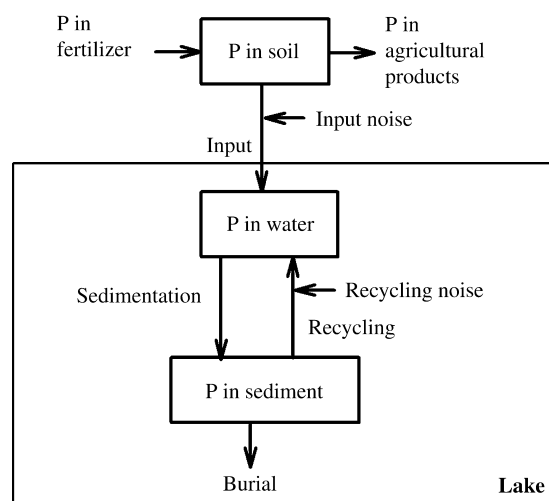 P in
fertilizer
P in soil
P in
agricultural
products
Input noise
Input
P in water
Sedimentation
Recycling noise
Recycling
P in sediment
Burial
Lake